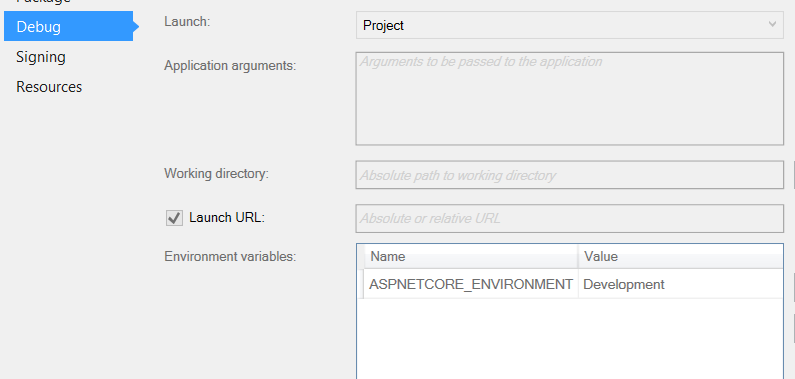 Package
Debug
Signing
Resources
Launch:
Project
Application arguments:
Arguments to be passed to the application
Working directory:
Absolute path to working directory
Launch URL:
Absolute or relative URL
Environment variables:
Name Value
ASPNETCORE_ENVIRONMENT Development